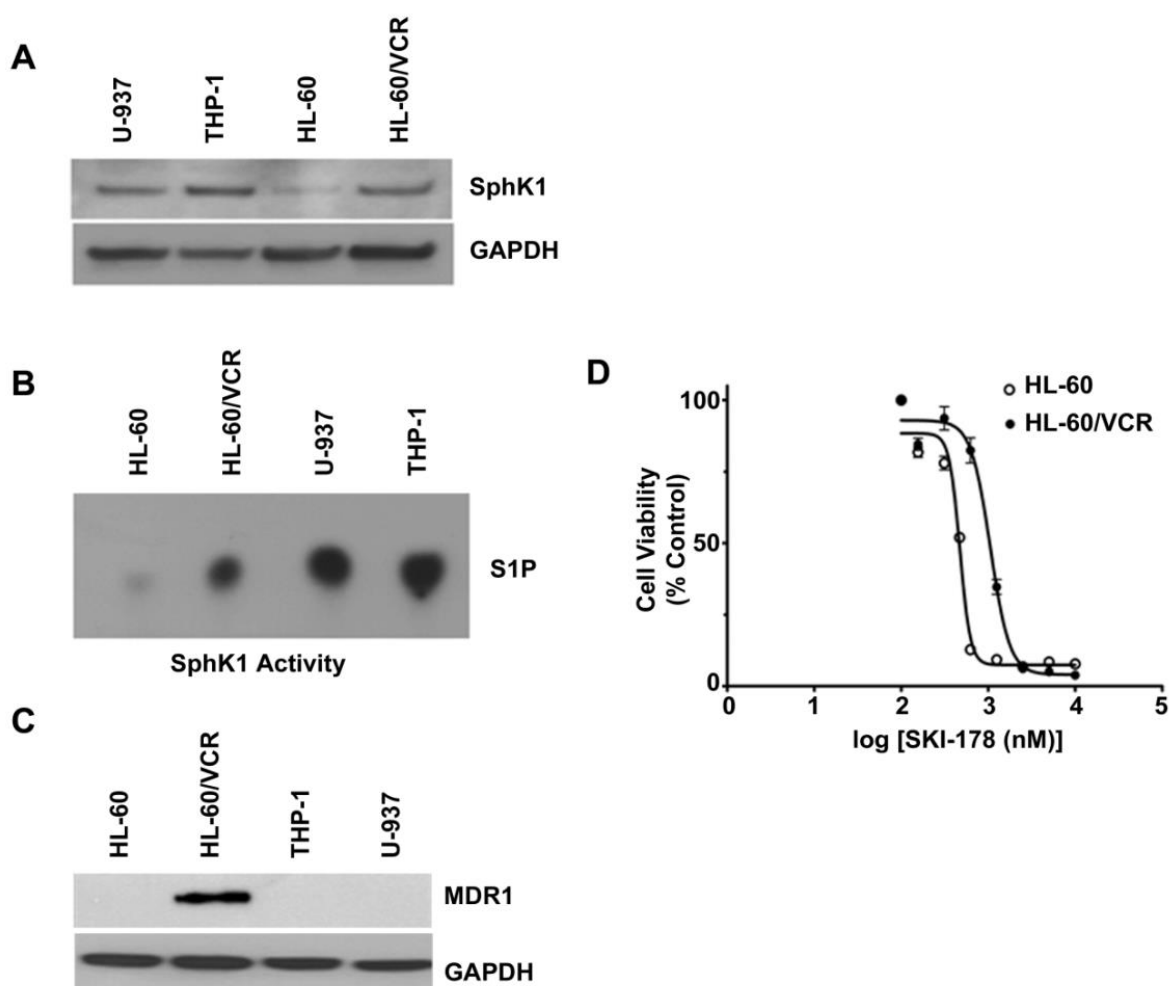 A
U-937
THP-1
HL-60
HL-60/VCR
SphK1
GAPDH
B
HL-60
HL-60/VCR
U-937
THP-1
S1P
SphK1 Activity
C
HL-60
HL-60/VCR
THP-1
U-937
MDR1
GAPDH
D
HL-60
HL-60/VCR
Cell Viability
(% Control)
100
50
0
0 1 2 3 4 5
log [SKI-178 (nM)]